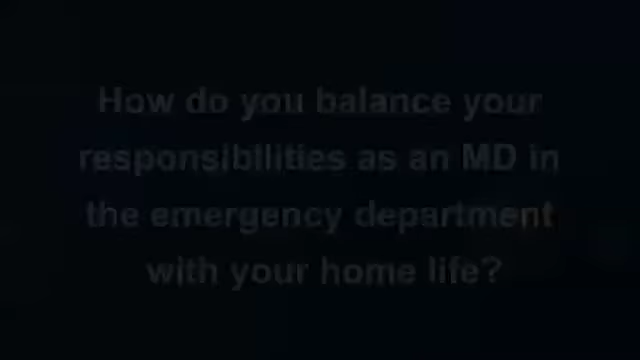 How do you balance your
responsibilities as an MD in
the emergency department
with your home life?